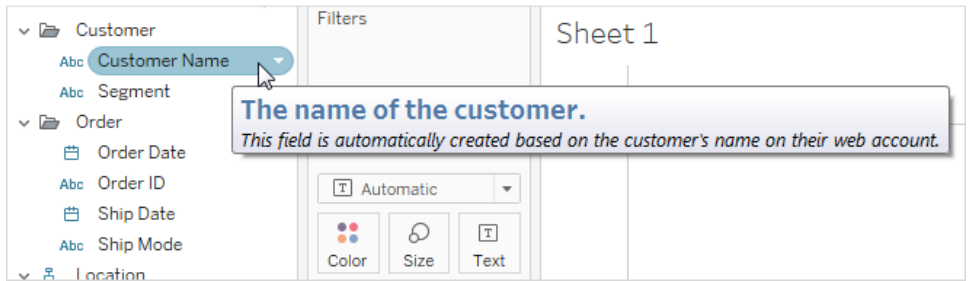 Customer
Abc Customer Name
Abc Segment
Order
Order Date
Abc Order ID
Ship Date
Abc Ship Mode
Location
Filters
T Automatic
Color
Size
T
Text
Sheet 1
The name of the customer.
This field is automatically created based on the customer's name on their web account.